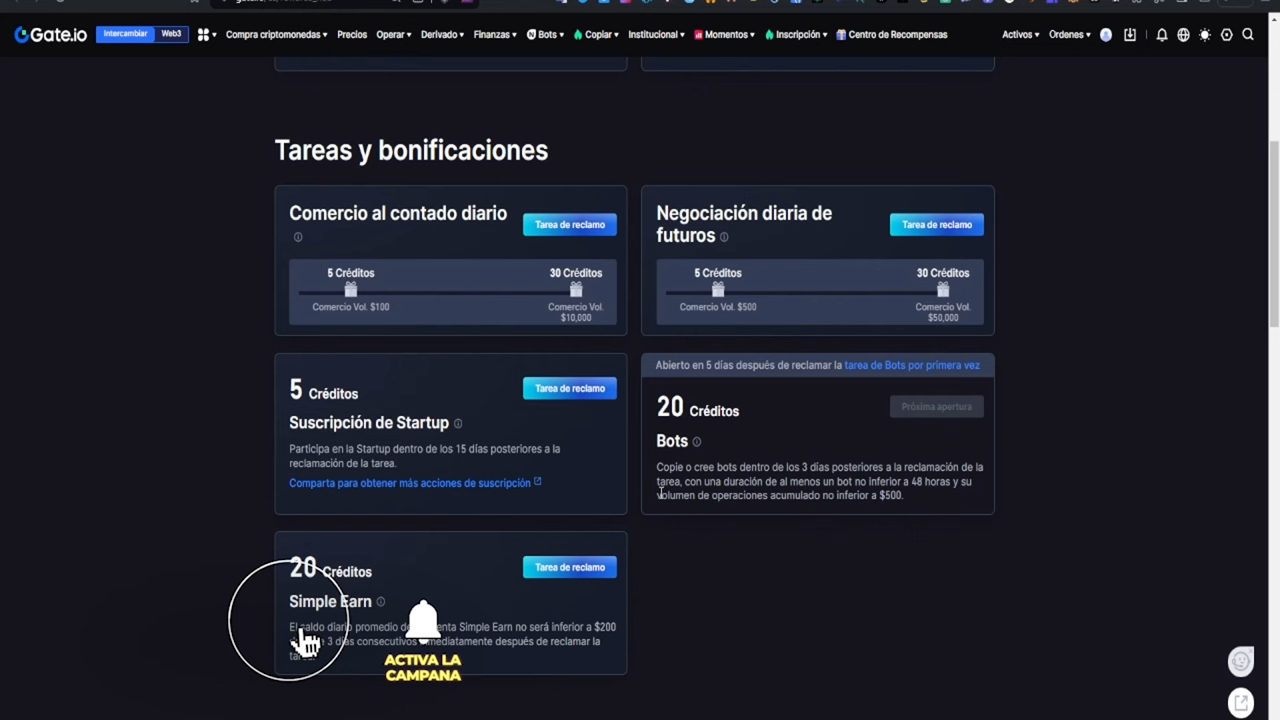 Gate.io Intercambiar Web3 Compra criptomonedas Precios Operar Derivado Finanzas Bots Copiar Institucional Momentos Inscripción Centro de Recompensas Activos Ordenes
Tareas y bonificaciones
Comercio al contado diario
Tarea de reclamo
5 Créditos
30 Créditos
Comercio Vol. $100
Comercio Vol.
$10,000
Negociación diaria de
futuros
Tarea de reclamo
5 Créditos
30 Créditos
Comercio Vol. $500
Comercio Vol.
$50,000
5 Créditos
Tarea de reclamo
Suscripción de Startup
Participa en la Startup dentro de los 15 días posteriores a la
reclamación de la tarea.
Comparta para obtener más acciones de suscripción
Abierto en 5 días después de reclamar la tarea de Bots por primera vez
20 Créditos
Próxima apertura
Bots
Copie o cree bots dentro de los 3 días posteriores a la reclamación de la
tarea, con una duración de al menos un bot no inferior a 48 horas y su
volumen de operaciones acumulado no inferior a $500.
20 Créditos
Tarea de reclamo
Simple Earn
El saldo diario promedio de Simple Earn no será inferior a $200
3 días consecutivos inmediatamente después de reclamar la
ACTIVA LA
CAMPANA